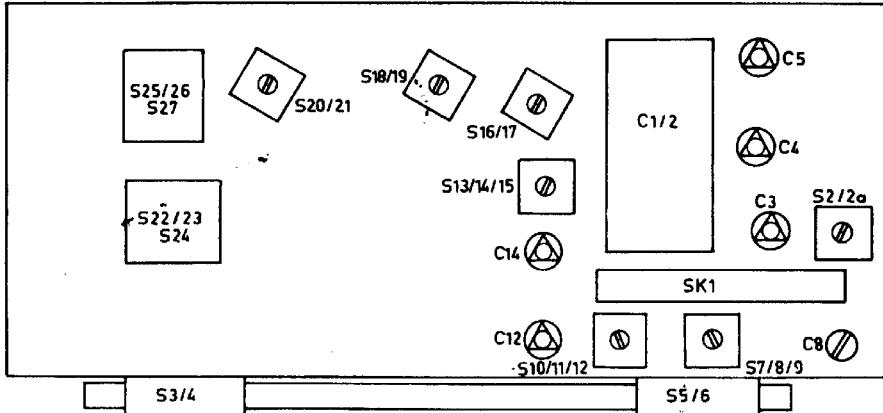 C5
S25/26
S27
S20/21
S18/19
S16/17
C1/2
C4
S13/14/15
S2/2a
C3
S22/23
S24
C14
SK1
C12
S10/11/12
S7/8/9
C8
S3/4
S5/6